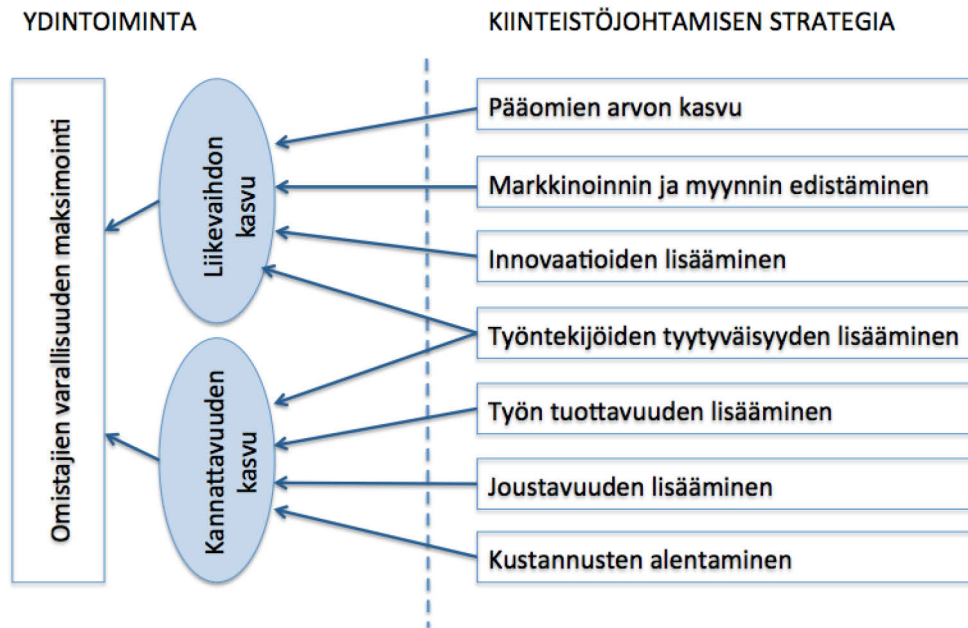 YDINTOIMINTA
KIINTEISTÖJOHTAMISEN STRATEGIA
Omistajien varallisuuden maksimointi
Liikevaihdon
kasvu
Kannattavuuden
kasvu
Pääomien arvon kasvu
Markkinoinnin ja myynnin edistäminen
Innovaatioiden lisääminen
Työntekijöiden tyytyväisyyden lisääminen
Työn tuottavuuden lisääminen
Joustavuuden lisääminen
Kustannusten alentaminen